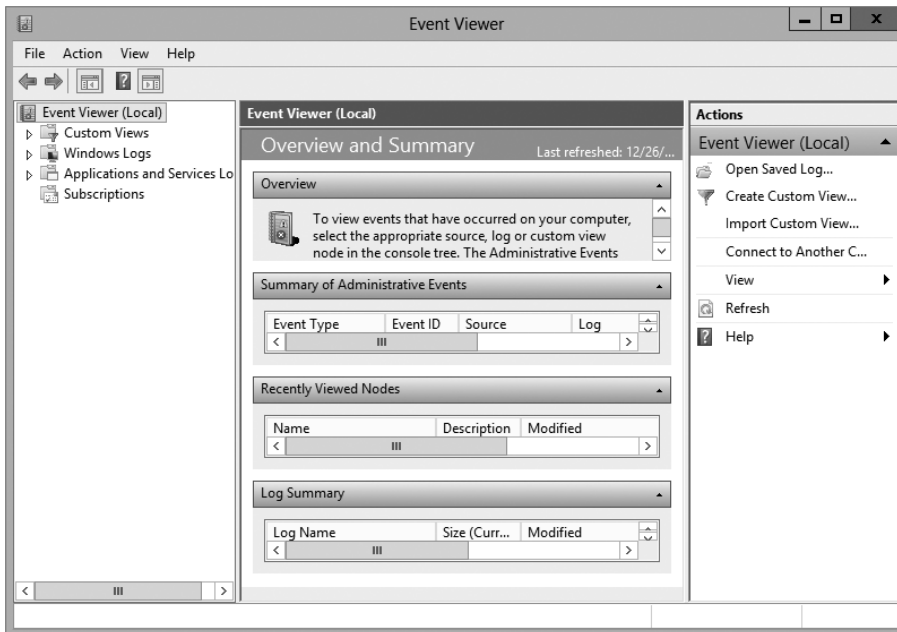 Event Viewer
File Action View Help
Event Viewer (Local)
Custom Views
Windows Logs
Applications and Services Lo
Subscriptions
Event Viewer (Local)
Overview and Summary Last refreshed: 12/26/...
Overview
To view events that have occurred on your computer,
select the appropriate source, log or custom view
node in the console tree. The Administrative Events
Summary of Administrative Events
Event Type Event ID Source Log
Recently Viewed Nodes
Name Description Modified
Log Summary
Log Name Size (Curr... Modified
Actions
Event Viewer (Local)
Open Saved Log...
Create Custom View...
Import Custom View...
Connect to Another C...
View
Refresh
Help